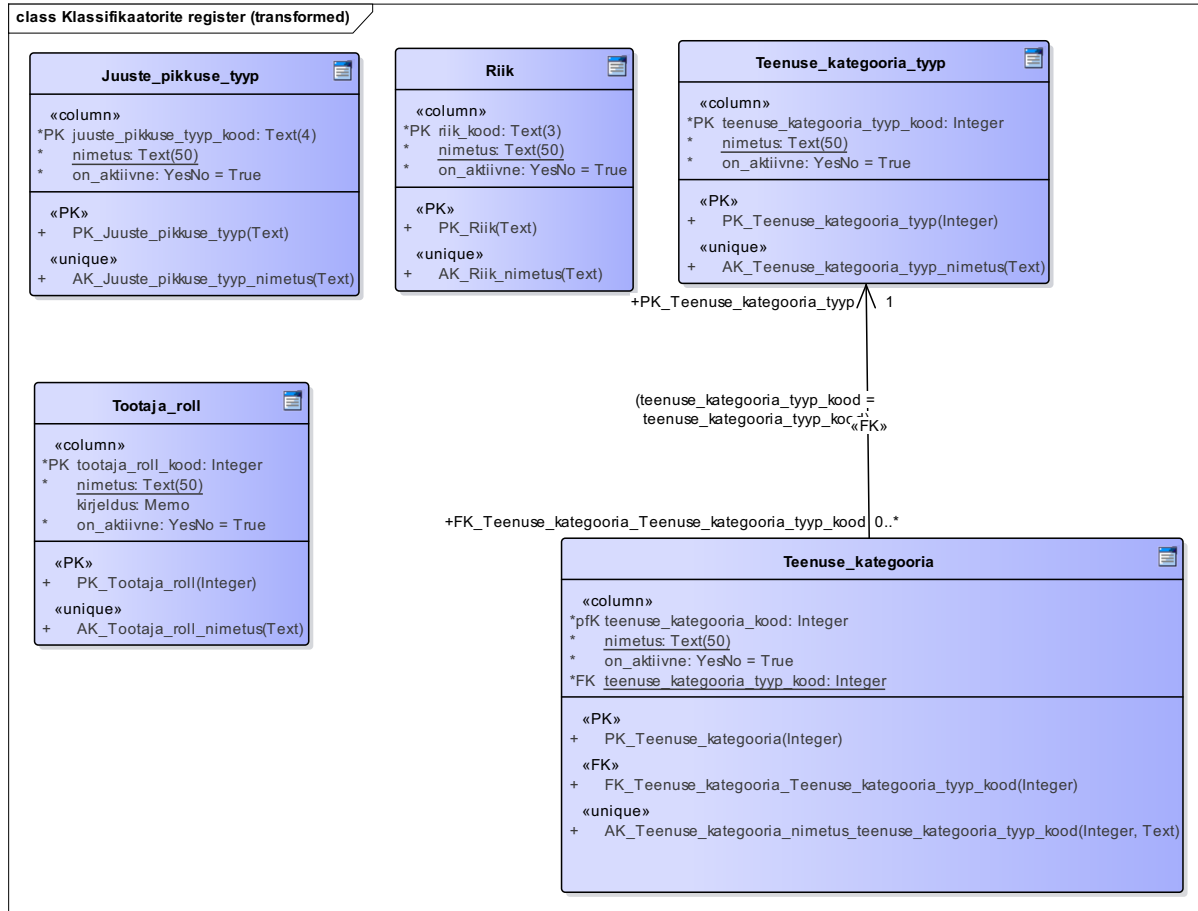 class Klassifikaatorite register (transformed)
Juuste_pikkuse_tyyp
«column»
*PK juuste_pikkuse_tyyp_kood: Text(4)
* nimetus: Text(50)
* on_aktiivne: YesNo = True
«PK»
+ PK_Juuste_pikkuse_tyyp(Text)
«unique»
+ AK_Juuste_pikkuse_tyyp_nimetus(Text)
Riik
«column»
*PK riik_kood: Text(3)
* nimetus: Text(50)
* on_aktiivne: YesNo = True
«PK»
+ PK_Riik(Text)
«unique»
+ AK_Riik_nimetus(Text)
Teenuse_kategooria_tyyp
«column»
*PK teenuse_kategooria_tyyp_kood: Integer
* nimetus: Text(50)
* on_aktiivne: YesNo = True
«PK»
+ PK_Teenuse_kategooria_tyyp(Integer)
«unique»
+ AK_Teenuse_kategooria_tyyp_nimetus(Text)
+PK_Teenuse_kategooria_tyyp 1
(teenuse_kategooria_tyyp_kood =
teenuse_kategooria_tyyp_kood)
«FK»
+FK_Teenuse_kategooria_Teenuse_kategooria_tyyp_kood 0..*
Tootaja_roll
«column»
*PK tootaja_roll_kood: Integer
* nimetus: Text(50)
kirjeldus: Memo
* on_aktiivne: YesNo = True
«PK»
+ PK_Tootaja_roll(Integer)
«unique»
+ AK_Tootaja_roll_nimetus(Text)
Teenuse_kategooria
«column»
*pfK teenuse_kategooria_kood: Integer
* nimetus: Text(50)
* on_aktiivne: YesNo = True
*FK teenuse_kategooria_tyyp_kood: Integer
«PK»
+ PK_Teenuse_kategooria(Integer)
«FK»
+ FK_Teenuse_kategooria_Teenuse_kategooria_tyyp_kood(Integer)
«unique»
+ AK_Teenuse_kategooria_nimetus_teenuse_kategooria_tyyp_kood(Integer, Text)